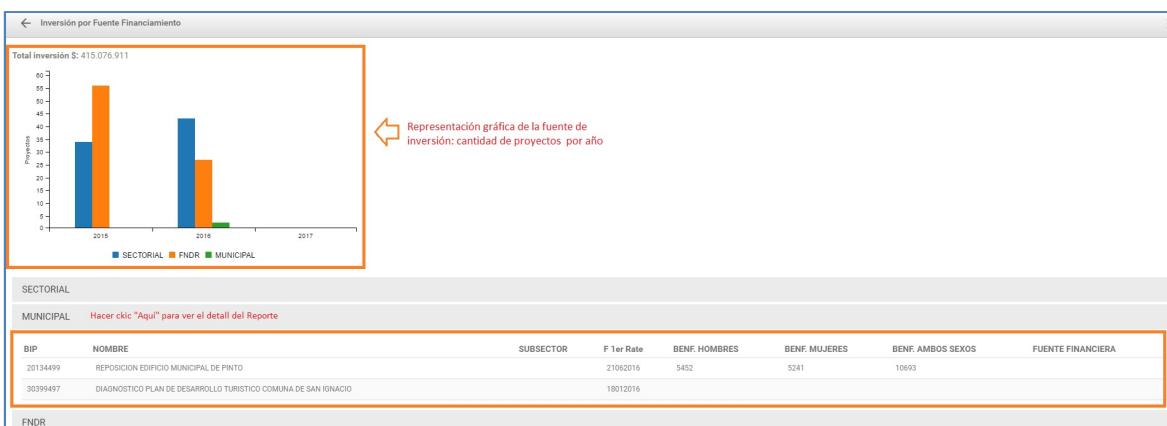 Inversión por Fuente Financiamiento
Total inversión $: 415.076.911
60
55
50
45
40
35
30
25
20
15
10
5
0
Proyectos
2015 2016 2017
SECTORIAL FNDR MUNICIPAL
Representación gráfica de la fuente de
inversión: cantidad de proyectos por año
SECTORIAL
MUNICIPAL Hacer ckic "Aquí" para ver el detall del Reporte
BIP NOMBRE SUBSECTOR F 1er Rate BENF. HOMBRES BENF. MUJERES BENF. AMBOS SEXOS FUENTE FINANCIERA
20134499 REPOSICION EDIFICIO MUNICIPAL DE PINTO 21062016 5452 5241 10693
30399497 DIAGNOSTICO PLAN DE DESARROLLO TURISTICO COMUNA DE SAN IGNACIO 18012016
FNDR